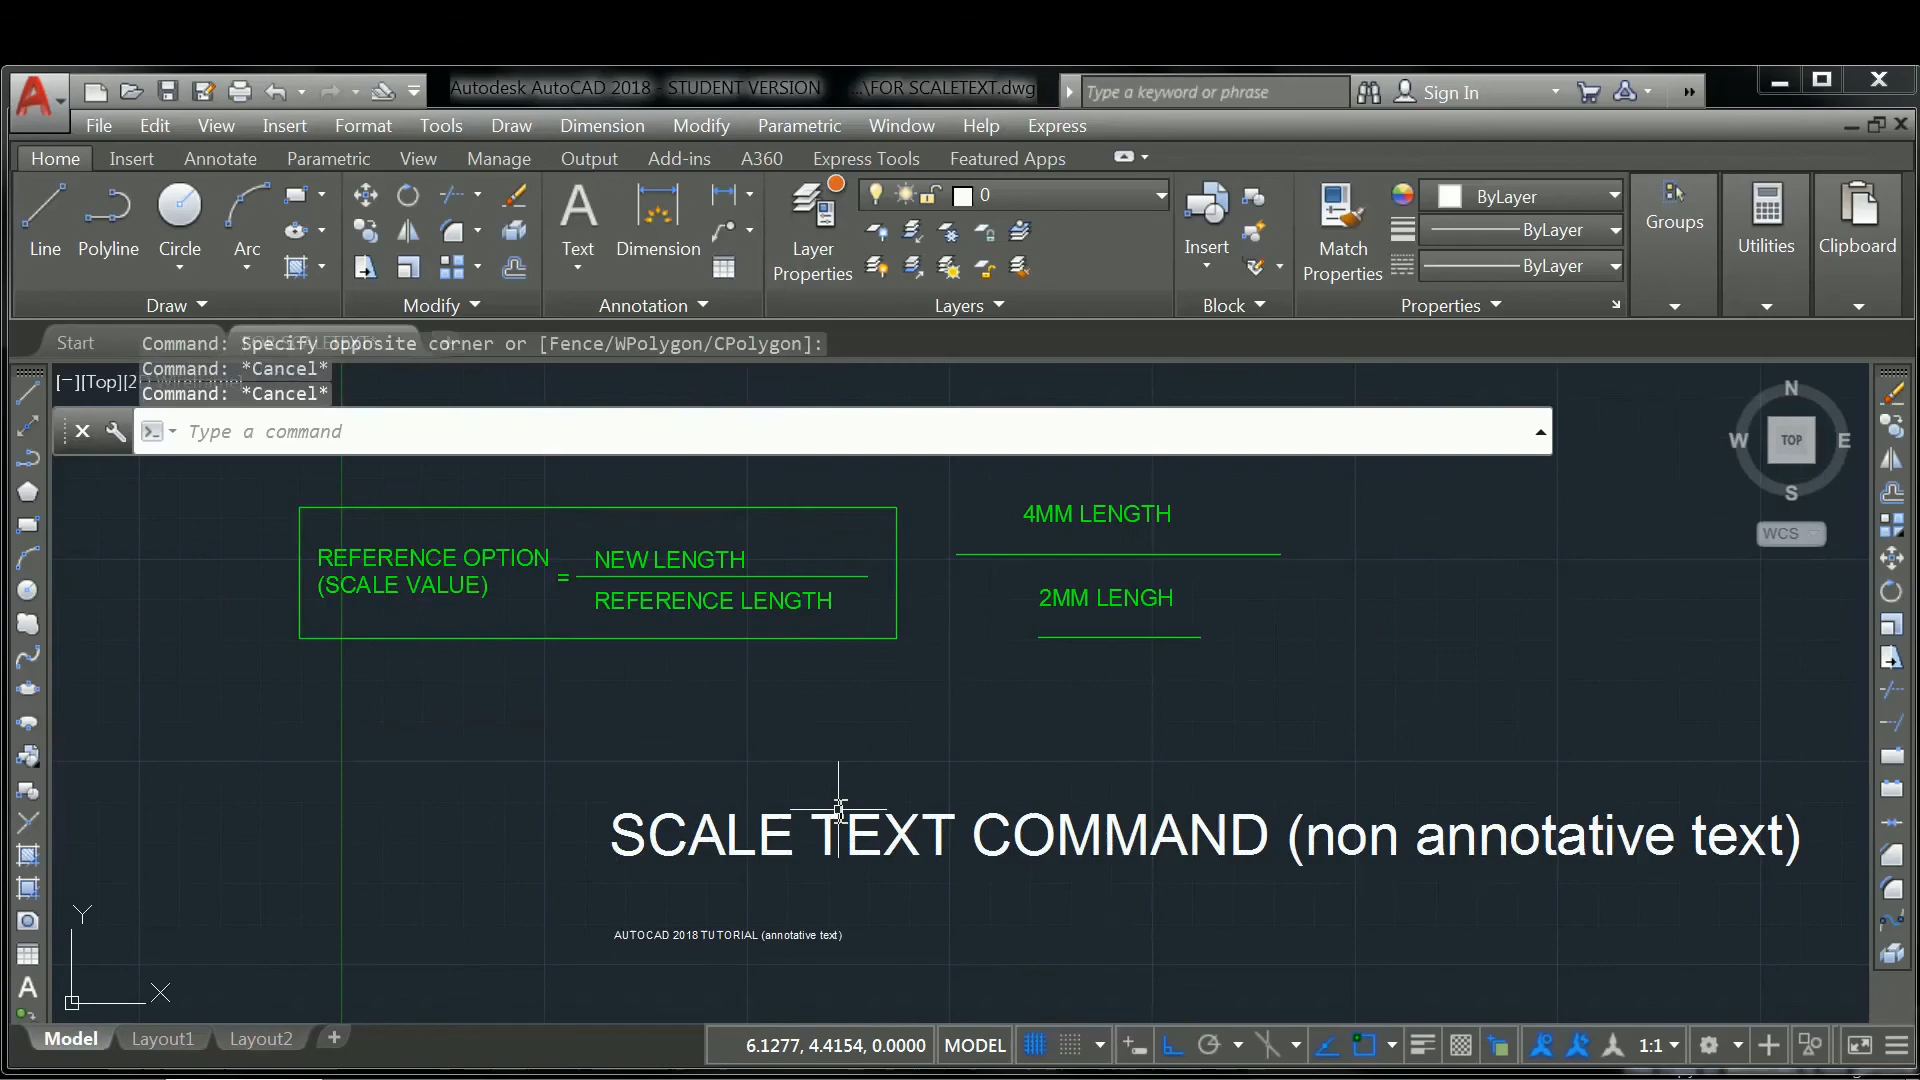 Autodesk AutoCAD 2018 - STUDENT VERSION ...\FOR SCALETEXT.dwg
Type a keyword or phrase
Sign In
File Edit View Insert Format Tools Draw Dimension Modify Parametric Window Help Express
Home Insert Annotate Parametric View Manage Output Add-ins A360 Express Tools Featured Apps
0
ByLayer
ByLayer
ByLayer
Line Polyline Circle Arc
Text Dimension
Layer
Properties
Insert
Match
Properties
Groups
Utilities
Clipboard
Draw Modify Annotation Layers Block Properties
Start
Command: Specify opposite corner or [Fence/WPolygon/CPolygon]:
Command: *Cancel*
Command: *Cancel*
[−][Top][2
Type a command
N
W TOP E
S
WCS
4MM LENGTH
2MM LENGH
REFERENCE OPTION
(SCALE VALUE)
=
NEW LENGTH
REFERENCE LENGTH
SCALE TEXT COMMAND (non annotative text)
AUTOCAD 2018 TUTORIAL (annotative text)
Y
X
A
Model Layout1 Layout2 +
6.1277, 4.4154, 0.0000 MODEL
1:1